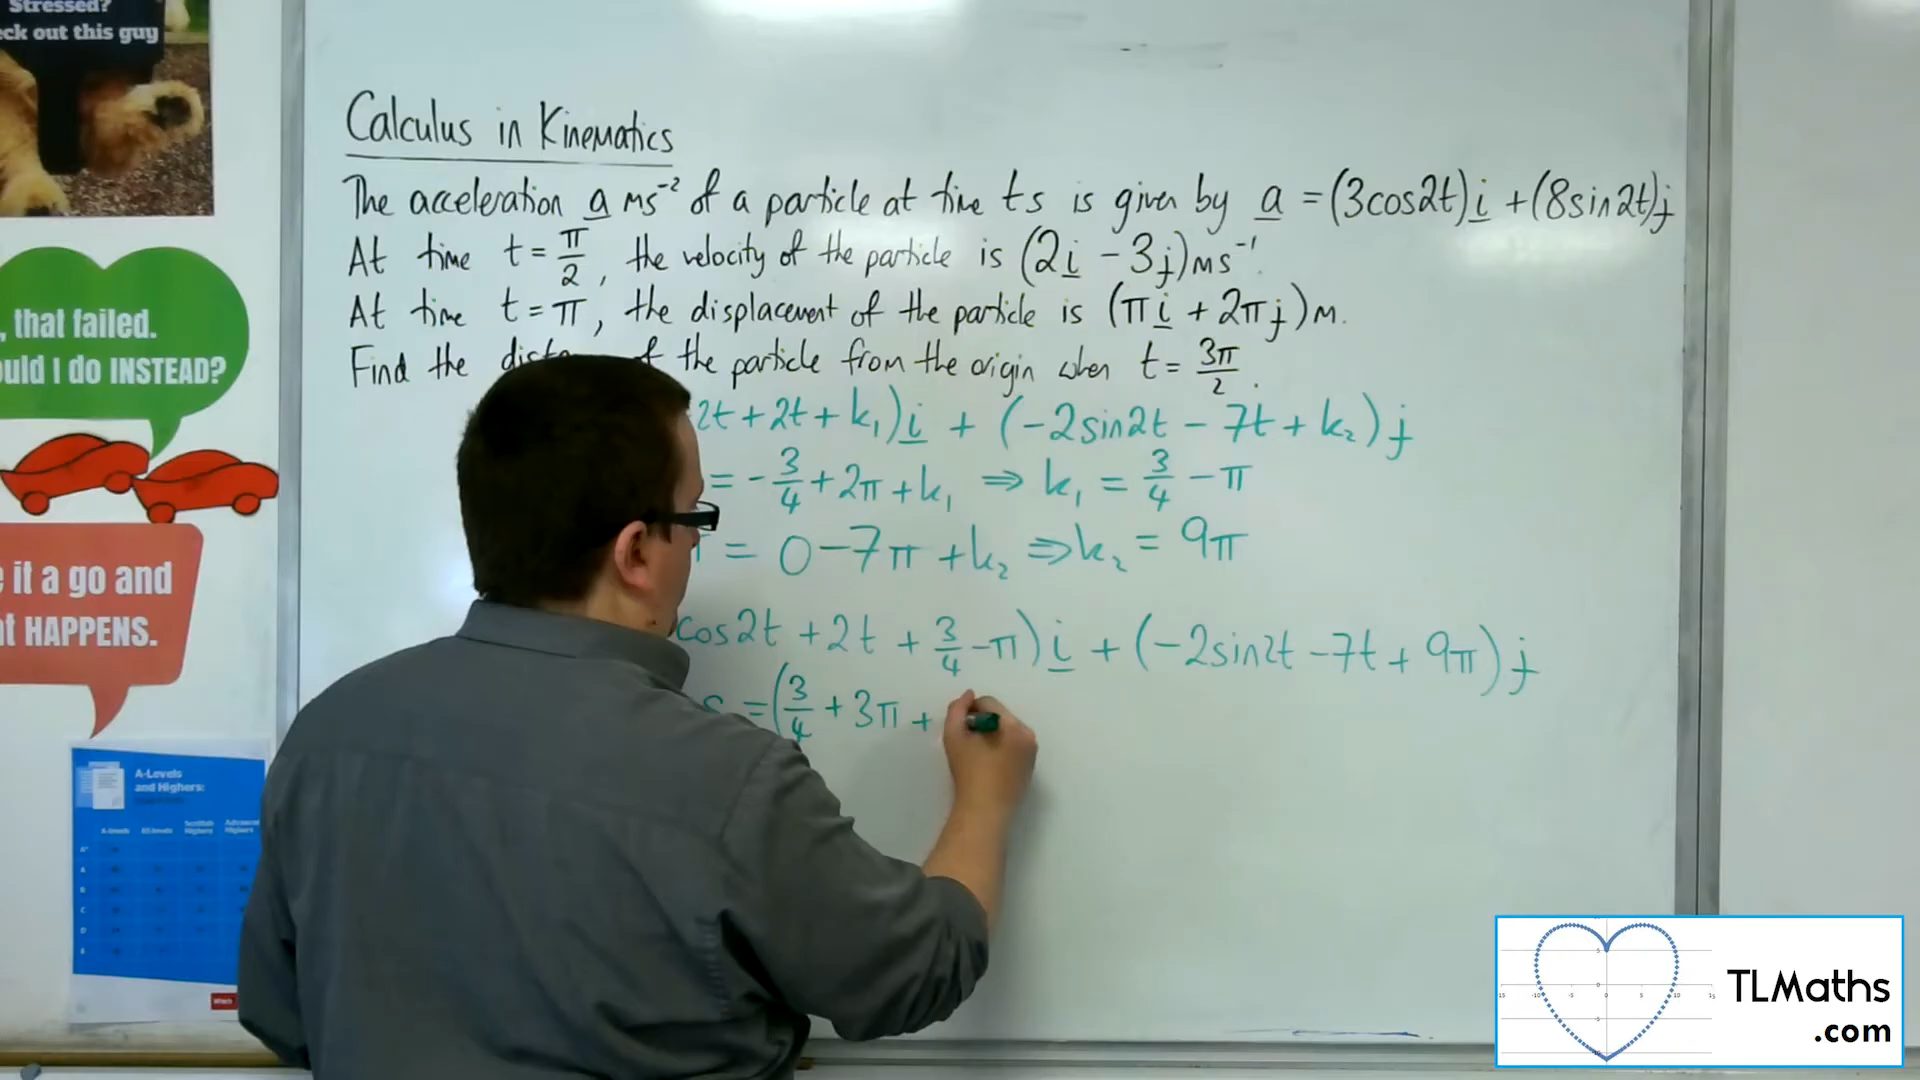 Stressed?
ck out this guy
, that failed.
uld I do INSTEAD?
it a go and
HAPPENS.
A-Levels
and Highers:
Calculus in Kinematics
The acceleration a ms⁻² of a particle at time t s is given by a = (3cos2t)i + (8sin2t)j
At time t = π/2, the velocity of the particle is (2i - 3j)ms⁻¹.
At time t = π, the displacement of the particle is (πi + 2πj)m.
Find the of the particle from the origin when t = 3π/2.
2t + 2t + k₁)i + (-2sin2t - 7t + k₂)j
= -3/4 + 2π + k₁ ⇒ k₁ = 3/4 - π
= 0 - 7π + k₂ ⇒ k₂ = 9π
cos2t + 2t + 3/4 - π)i + (-2sin2t - 7t + 9π)j
s = (3/4 + 3π +
TLMaths
.com